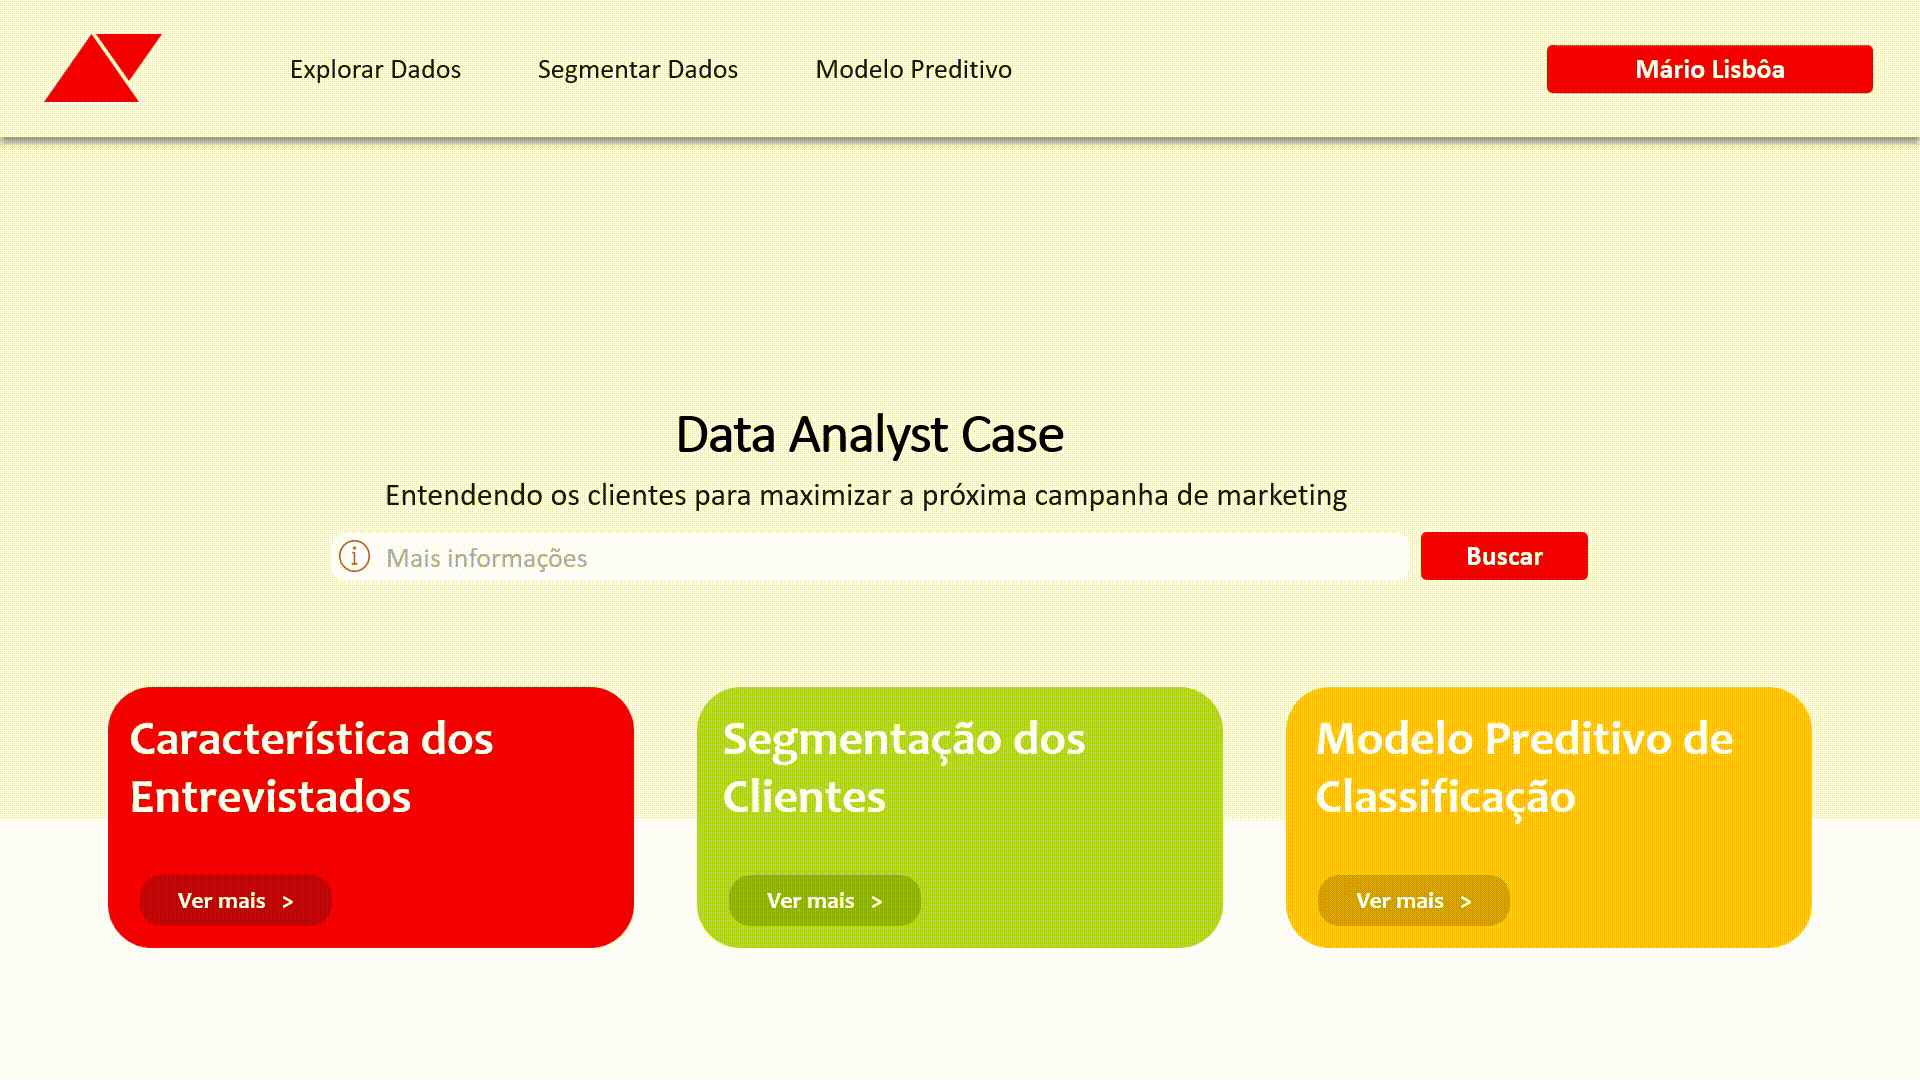 Explorar Dados
Segmentar Dados
Modelo Preditivo
Mário Lisbôa
Data Analyst Case
Entendendo os clientes para maximizar a próxima campanha de marketing
Mais informações
Buscar
Característica dos
Entrevistados
Ver mais >
Segmentação dos
Clientes
Ver mais >
Modelo Preditivo de
Classificação
Ver mais >